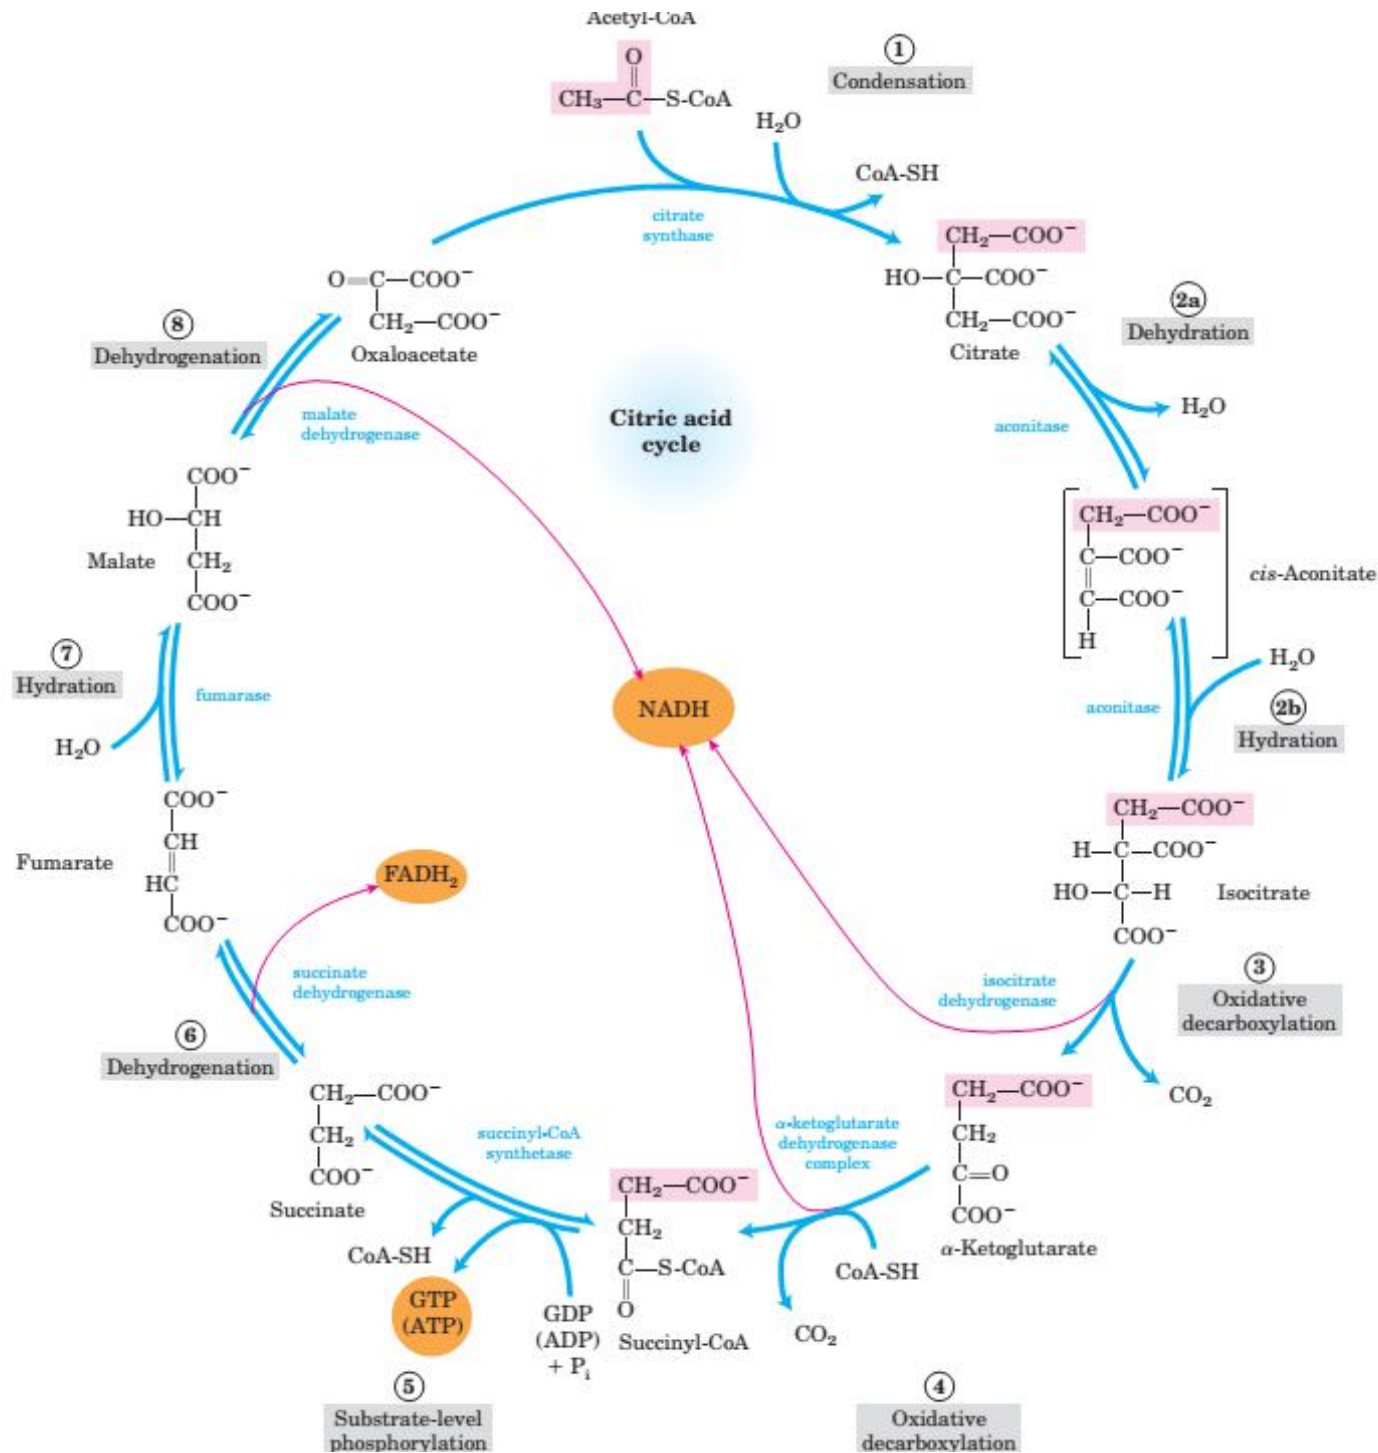 Acetyl-CoA
O
CH₃—C—S-CoA
①
Condensation
H₂O
CoA-SH
citrate
synthase
CH₂—COO⁻
HO—C—COO⁻
CH₂—COO⁻
Citrate
2a
Dehydration
H₂O
aconitase
CH₂—COO⁻
C—COO⁻
C—COO⁻
H
cis-Aconitate
H₂O
aconitase
2b
Hydration
CH₂—COO⁻
H—C—COO⁻
HO—C—H
COO⁻
Isocitrate
③
Oxidative
decarboxylation
isocitrate
dehydrogenase
CO₂
CH₂—COO⁻
CH₂
C=O
COO⁻
α-Ketoglutarate
α-ketoglutarate
dehydrogenase
complex
CoA-SH
CO₂
④
Oxidative
decarboxylation
CH₂—COO⁻
CH₂
C—S-CoA
O
Succinyl-CoA
succinyl-CoA
synthetase
GDP
(ADP)
+ Pᵢ
GTP
(ATP)
CoA-SH
⑤
Substrate-level
phosphorylation
CH₂—COO⁻
CH₂
COO⁻
Succinate
⑥
Dehydrogenation
succinate
dehydrogenase
FADH₂
COO⁻
CH
HC
COO⁻
Fumarate
H₂O
⑦
Hydration
fumarase
COO⁻
HO—CH
CH₂
COO⁻
Malate
⑧
Dehydrogenation
malate
dehydrogenase
O=C—COO⁻
CH₂—COO⁻
Oxaloacetate
Citric acid
cycle
NADH